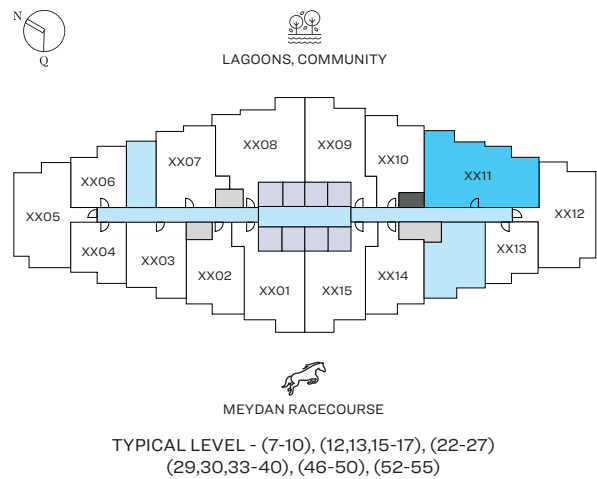 N
Q
LAGOONS, COMMUNITY
XX08
XX09
XX07
XX10
XX06
XX11
XX05
XX12
XX04
XX03
XX13
XX02
XX14
XX01
XX15
MEYDAN RACECOURSE
TYPICAL LEVEL - (7-10), (12,13,15-17), (22-27)
(29,30,33-40), (46-50), (52-55)